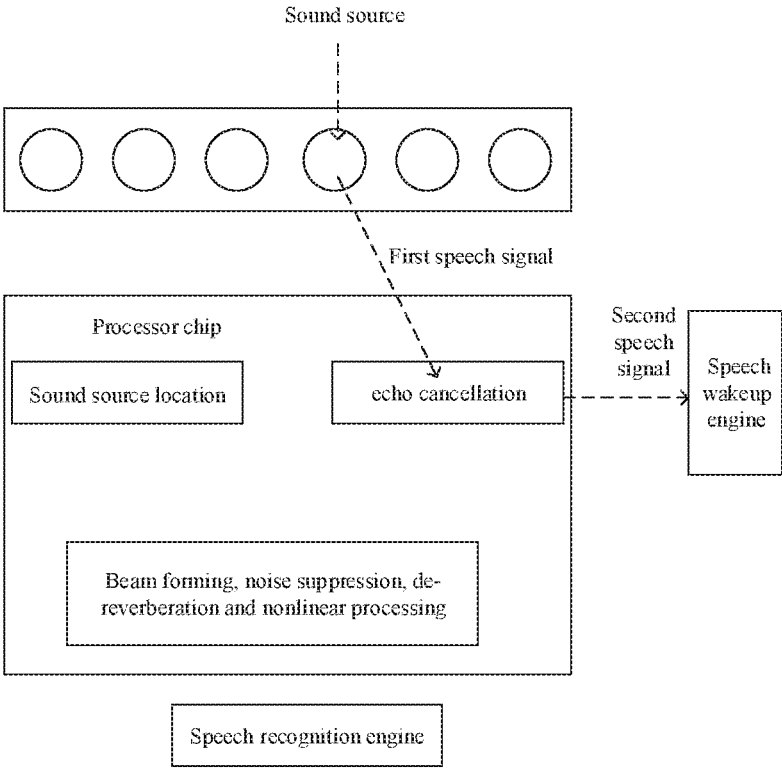 Sound source
First speech signal
Processor chip
Second
speech
signal
Sound source location
echo cancellation
Speech
wakeup
engine
Beam forming, noise suppression, de-
reverberation and nonlinear processing
Speech recognition engine